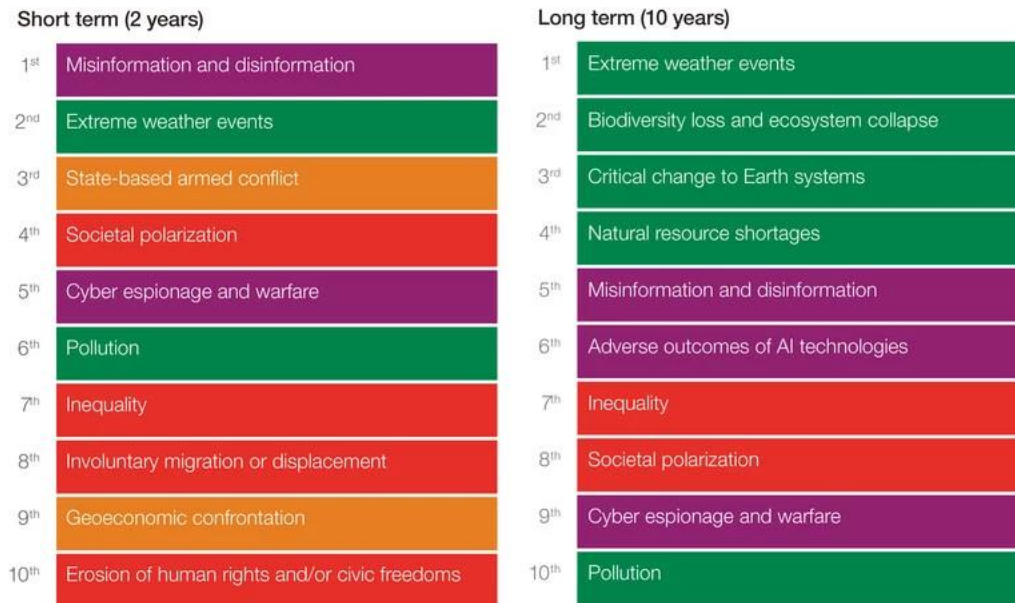 Short term (2 years)
1st Misinformation and disinformation
2nd Extreme weather events
3rd State-based armed conflict
4th Societal polarization
5th Cyber espionage and warfare
6th Pollution
7th Inequality
8th Involuntary migration or displacement
9th Geoeconomic confrontation
10th Erosion of human rights and/or civic freedoms
Long term (10 years)
1st Extreme weather events
2nd Biodiversity loss and ecosystem collapse
3rd Critical change to Earth systems
4th Natural resource shortages
5th Misinformation and disinformation
6th Adverse outcomes of AI technologies
7th Inequality
8th Societal polarization
9th Cyber espionage and warfare
10th Pollution